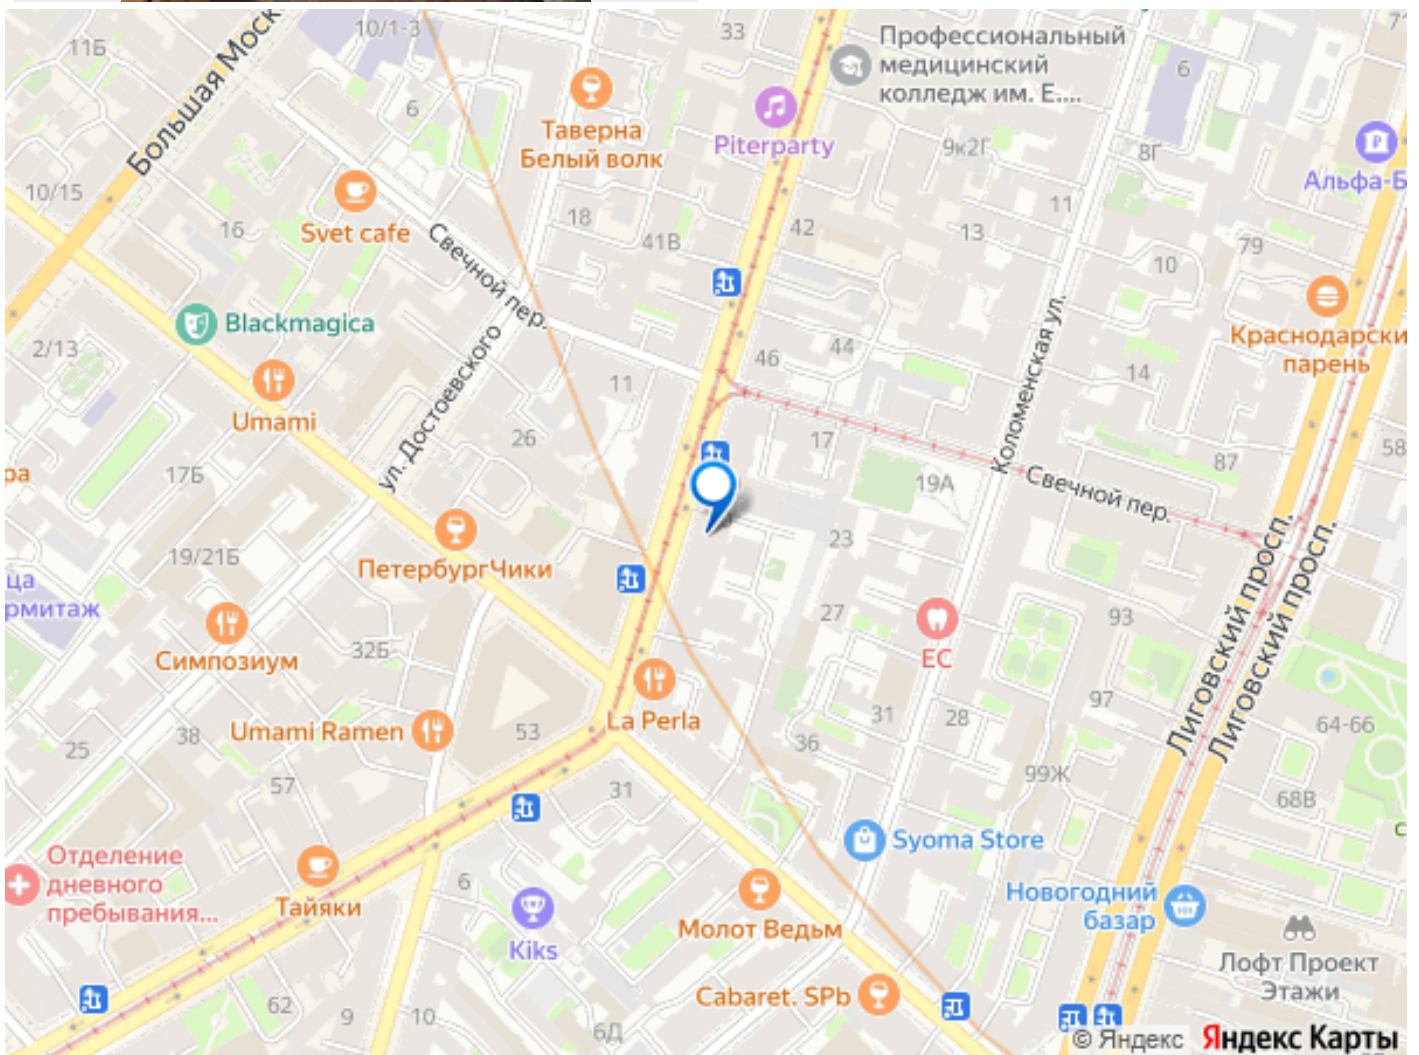 10/1-3
33
Профессиональный
медицинский
колледж им. Е....
11Б
6
6
Большая Моск
Таверна
Белый волк
Piterparty
9к2Г
8Г
Альфа-Б
10/15
Svet cafe
16
18
41В
42
13
11
79
10
Свечной пер.
Blackmagica
2/13
ул. Достоевского
Коломенская ул.
Краснодарски
парень
46
44
14
11
Umami
26
17
58
ра
17Б
19А
87
Свечной пер.
19/21Б
ПетербургЧики
23
Лиговский просп.
Лиговский просп.
ца
рмитаж
27
93
Симпозиум
32Б
ЕС
La Perla
97
Umami Ramen
53
31
28
64-66
25
38
36
57
31
99Ж
68В
Syoma Store
с
Отделение
дневного
пребывания...
Тайяки
6
Kiks
Молот Ведьм
Новогодний
базар
Лофт Проект
Этажи
Cabaret. SPb
62
9
10
6Д
© Яндекс Яндекс Карты